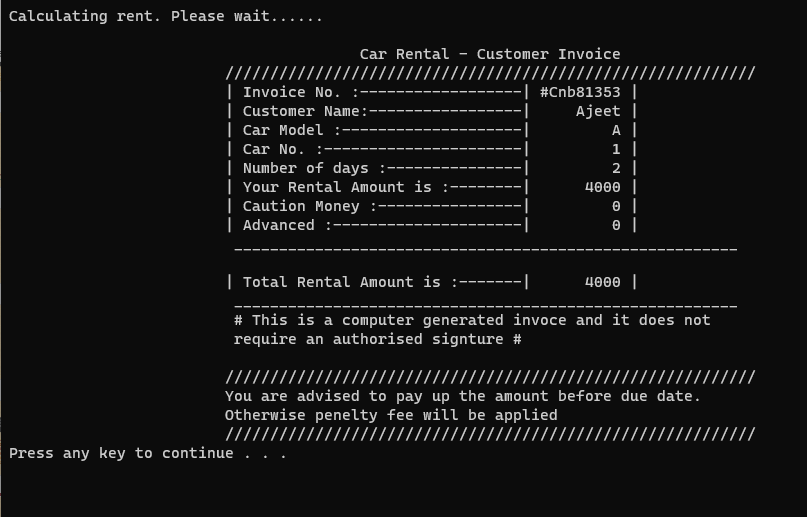 Calculating rent. Please wait......
Car Rental - Customer Invoice
///////////////////////////////////////////////////////////
| Invoice No. :------------------| #Cnb81353 |
| Customer Name:-----------------| Ajeet |
| Car Model :--------------------| A |
| Car No. :----------------------| 1 |
| Number of days :---------------| 2 |
| Your Rental Amount is :--------| 4000 |
| Caution Money :----------------| 0 |
| Advanced :---------------------| 0 |
________________________________________________________
| Total Rental Amount is :-------| 4000 |
________________________________________________________
# This is a computer generated invoce and it does not
require an authorised signture #
///////////////////////////////////////////////////////////
You are advised to pay up the amount before due date.
Otherwise penelty fee will be applied
///////////////////////////////////////////////////////////
Press any key to continue . . .